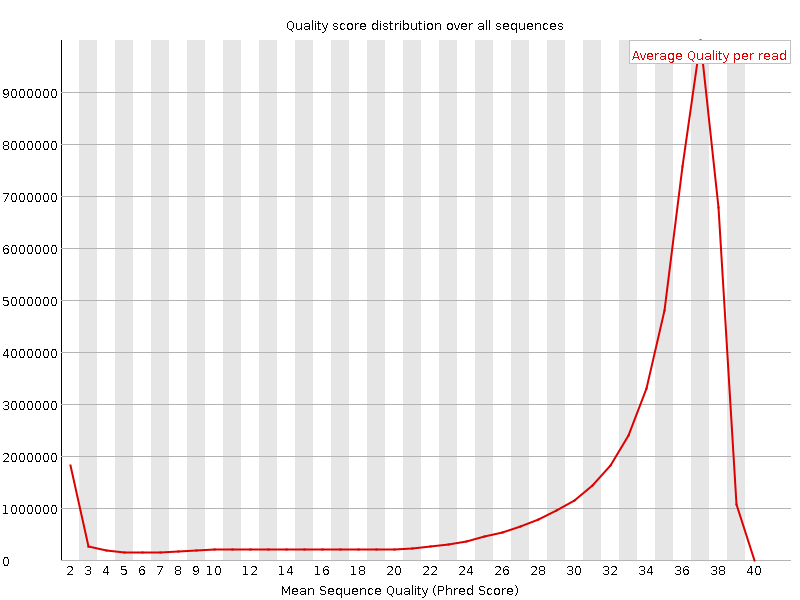 Quality score distribution over all sequences
Average Quality per read
9000000
8000000
7000000
6000000
5000000
4000000
3000000
2000000
1000000
0
2 3 4 5 6 7 8 9 10 12 14 16 18 20 22 24 26 28 30 32 34 36 38 40
Mean Sequence Quality (Phred Score)